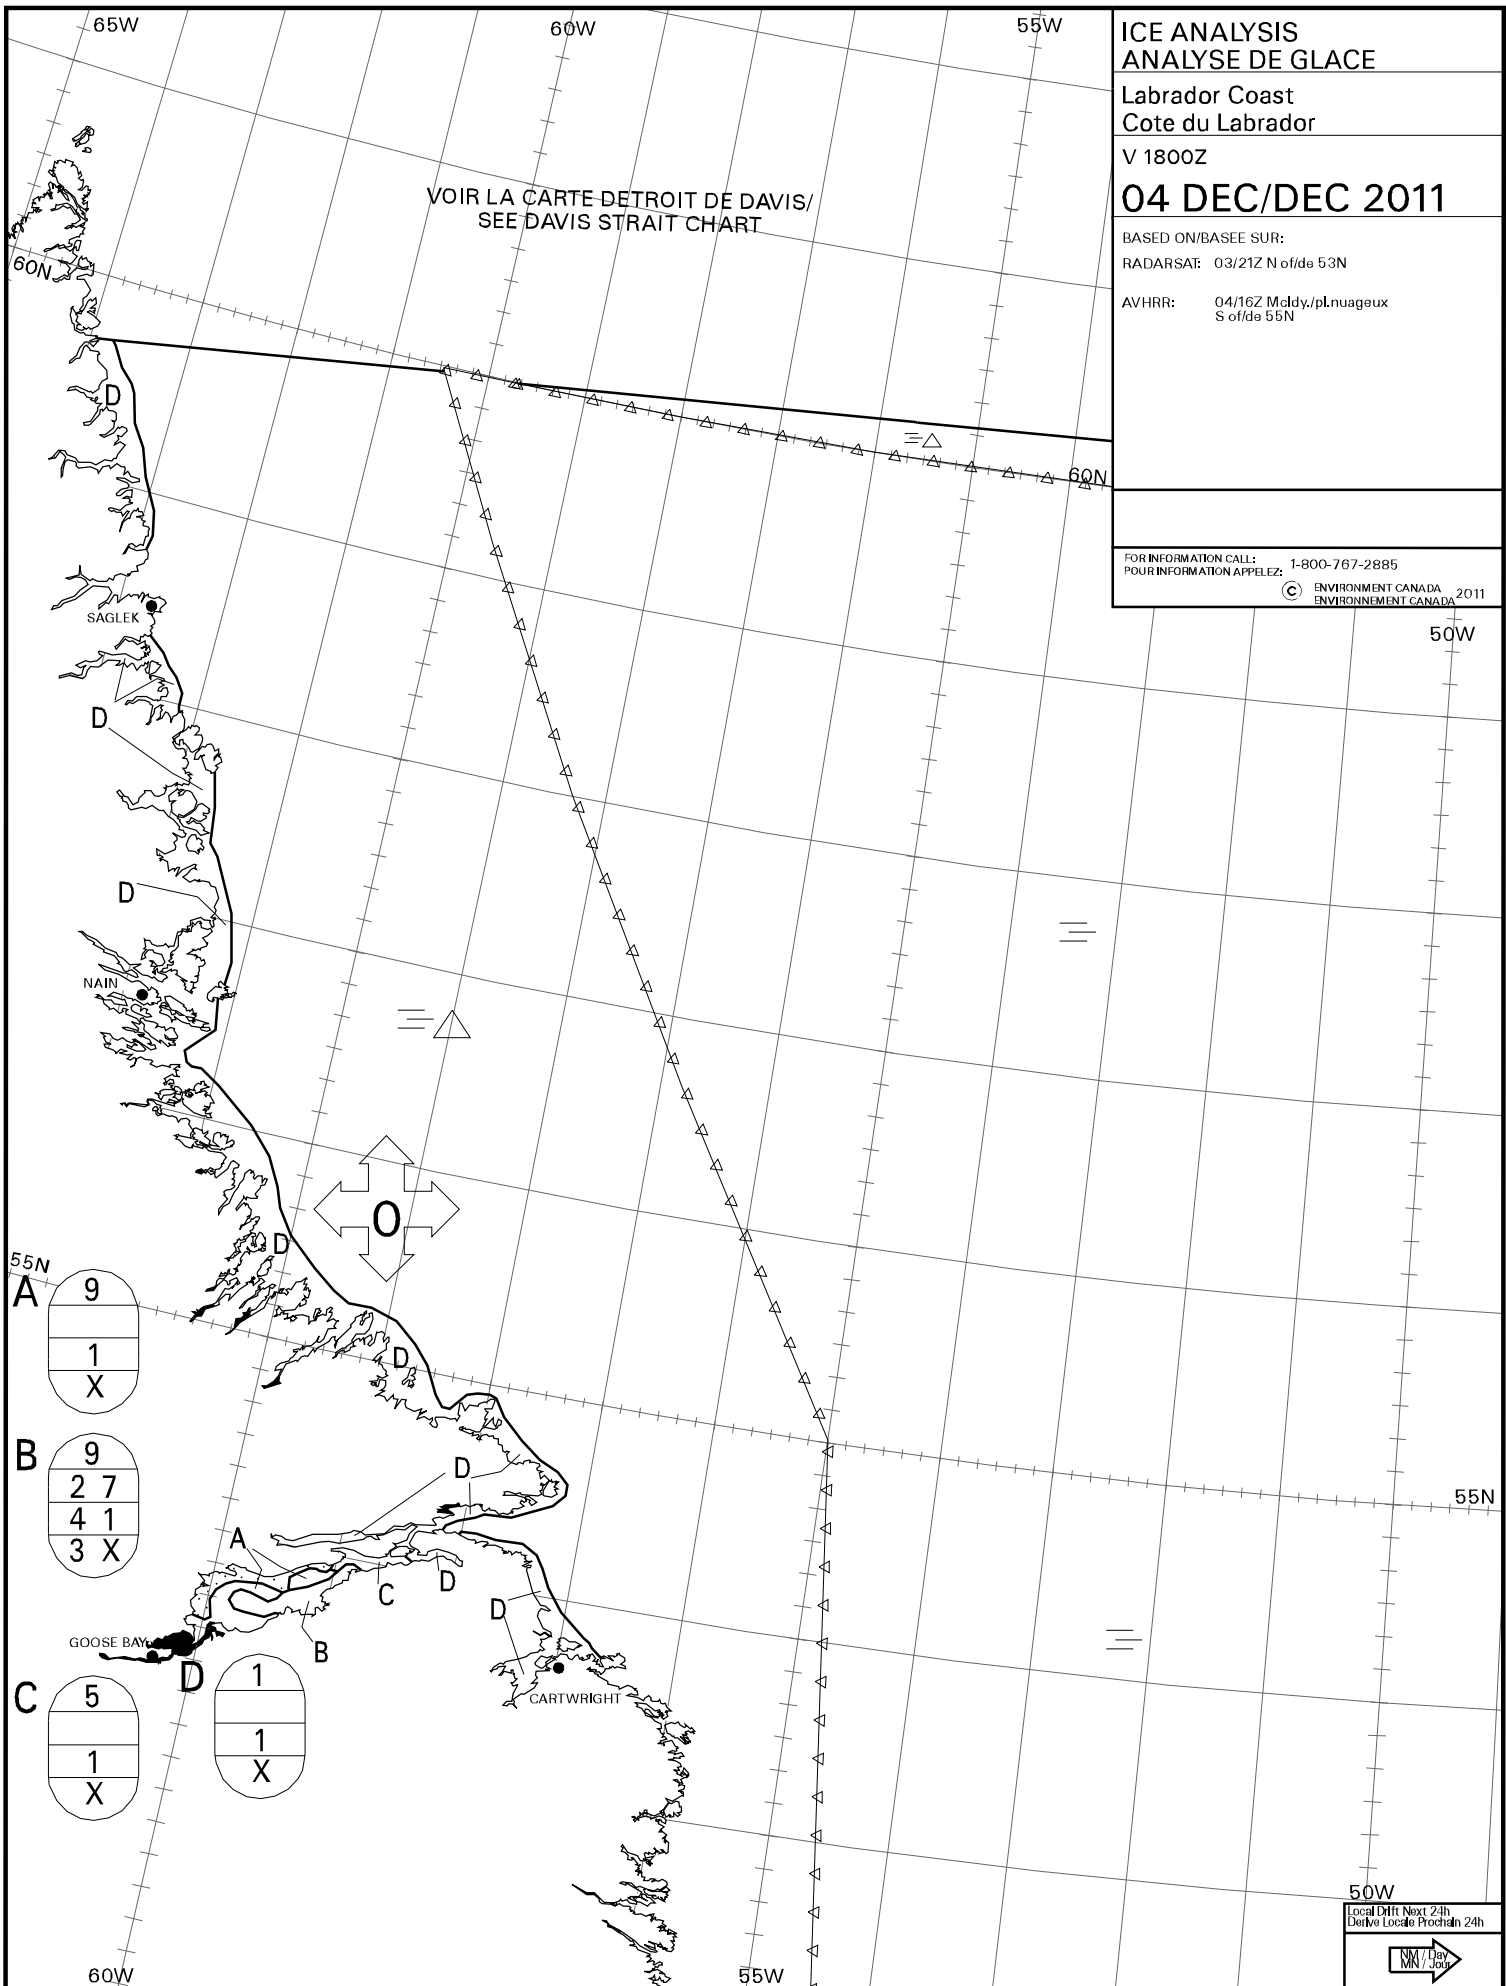 65W
60W
55W
ICE ANALYSIS
ANALYSE DE GLACE
Labrador Coast
Cote du Labrador
V 1800Z
04 DEC/DEC 2011
BASED ON/BASEE SUR:
RADARSAT: 03/21Z N of/de 53N
AVHRR: 04/16Z Mcldy./pl.nuageux
S of/de 55N
VOIR LA CARTE DETROIT DE DAVIS/
SEE DAVIS STRAIT CHART
60N
D
60N
FOR INFORMATION CALL: 1-800-767-2885
POUR INFORMATION APPELEZ:
© ENVIRONMENT CANADA 2011
ENVIRONNEMENT CANADA
50W
SAGLEK
D
D
NAIN
O
D
55N
A
9
1
X
D
B
9
2 7
4 1
3 X
D
55N
A
C
D
D
B
GOOSE BAY
D
1
1
X
CARTWRIGHT
C
5
1
X
50W
Local Drift Next 24h
Derive Locale Prochain 24h
NM / Day
MN / Jour
60W
55W